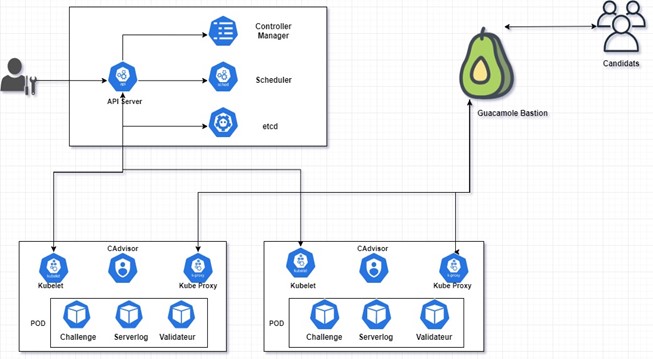 Controller
Manager
API Server
Scheduler
etcd
Guacamole Bastion
Candidats
CAdvisor
Kubelet
Kube Proxy
POD
Challenge
Serverlog
Validateur
CAdvisor
Kubelet
Kube Proxy
POD
Challenge
Serverlog
Validateur